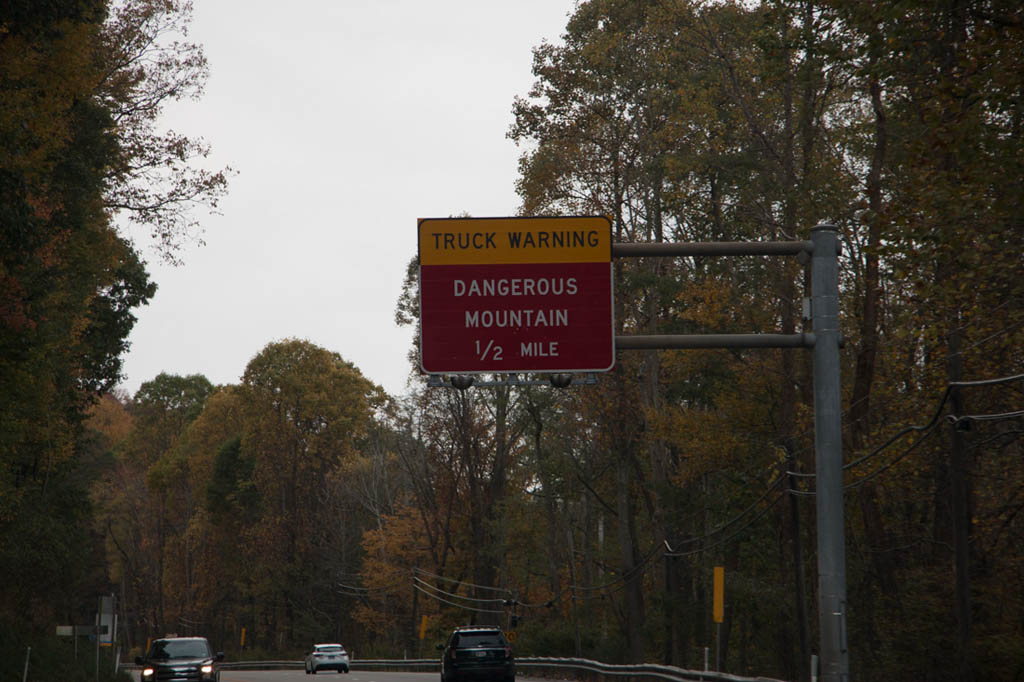 TRUCK WARNING
DANGEROUS
MOUNTAIN
1/2 MILE